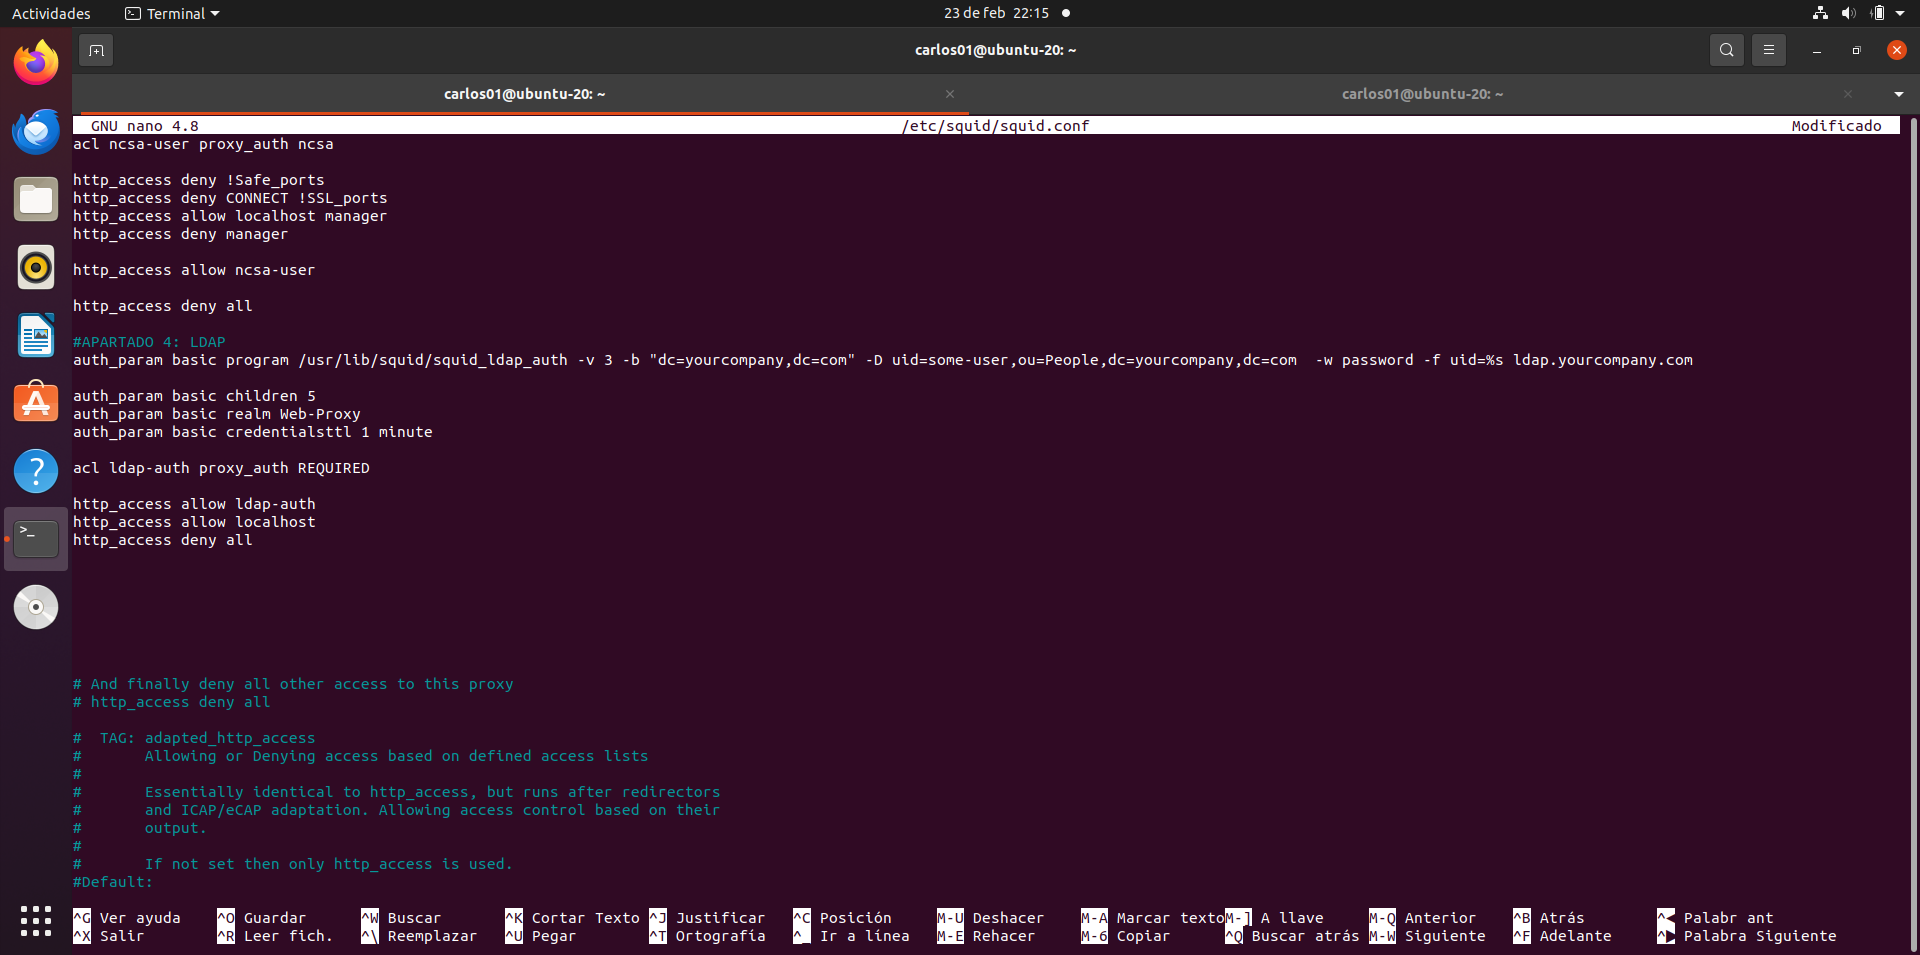 Actividades
Terminal
23 de feb 22:15
carlos01@ubuntu-20: ~
carlos01@ubuntu-20: ~
carlos01@ubuntu-20: ~
GNU nano 4.8 /etc/squid/squid.conf Modificado
acl ncsa-user proxy_auth ncsa
http_access deny !Safe_ports
http_access deny CONNECT !SSL_ports
http_access allow localhost manager
http_access deny manager
http_access allow ncsa-user
http_access deny all
#APARTADO 4: LDAP
auth_param basic program /usr/lib/squid/squid_ldap_auth -v 3 -b "dc=yourcompany,dc=com" -D uid=some-user,ou=People,dc=yourcompany,dc=com  -w password -f uid=%s ldap.yourcompany.com
auth_param basic children 5
auth_param basic realm Web-Proxy
auth_param basic credentialsttl 1 minute
acl ldap-auth proxy_auth REQUIRED
http_access allow ldap-auth
http_access allow localhost
http_access deny all
# And finally deny all other access to this proxy
# http_access deny all
#  TAG: adapted_http_access
#       Allowing or Denying access based on defined access lists
#
#       Essentially identical to http_access, but runs after redirectors
#       and ICAP/eCAP adaptation. Allowing access control based on their
#       output.
#
#       If not set then only http_access is used.
#Default:
^G Ver ayuda ^O Guardar ^W Buscar ^K Cortar Texto ^J Justificar ^C Posición M-U Deshacer M-A Marcar texto M-] A llave M-Q Anterior ^B Atrás ^◀ Palabr ant
^X Salir ^R Leer fich. ^\ Reemplazar ^U Pegar ^T Ortografía ^_ Ir a línea M-E Rehacer M-6 Copiar ^Q Buscar atrás M-W Siguiente ^F Adelante ^▶ Palabra Siguiente